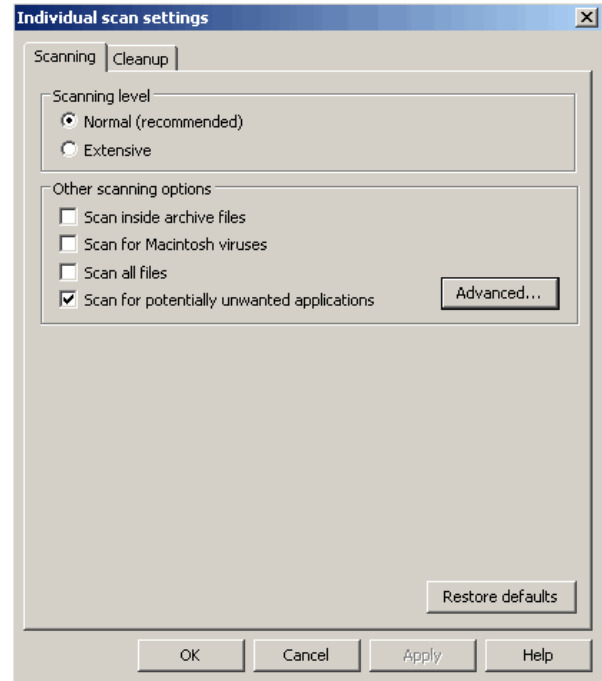 Individual scan settings
Scanning Cleanup
Scanning level
Normal (recommended)
Extensive
Other scanning options
Scan inside archive files
Scan for Macintosh viruses
Scan all files
Scan for potentially unwanted applications
Advanced...
Restore defaults
OK Cancel Apply Help